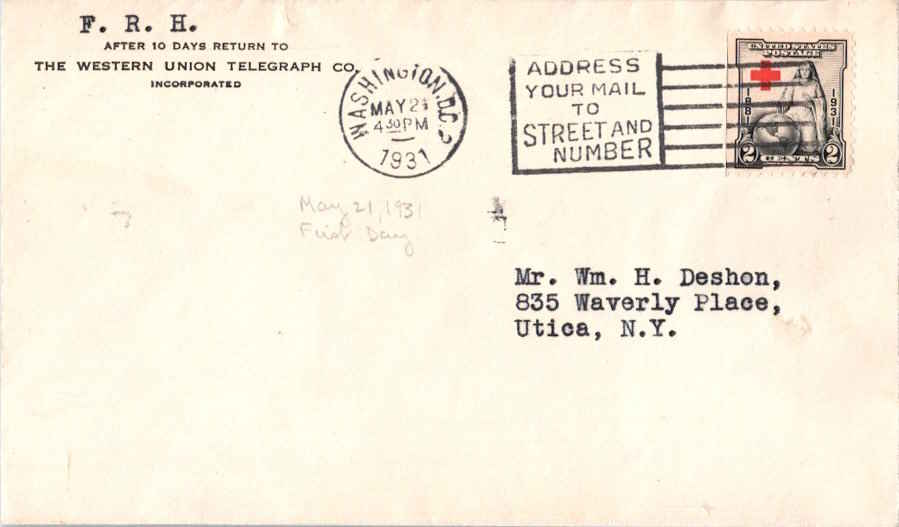 F. R. H.
AFTER 10 DAYS RETURN TO
THE WESTERN UNION TELEGRAPH CO.
INCORPORATED
WASHINGTON, D.C. 2
MAY 21
4 30 PM
1931
ADDRESS
YOUR MAIL
TO
STREET AND
NUMBER
UNITED STATES
POSTAGE
1881 1931
2 CENTS 2
May 21, 1931
First Day
Mr. Wm. H. Deshon,
835 Waverly Place,
Utica, N.Y.